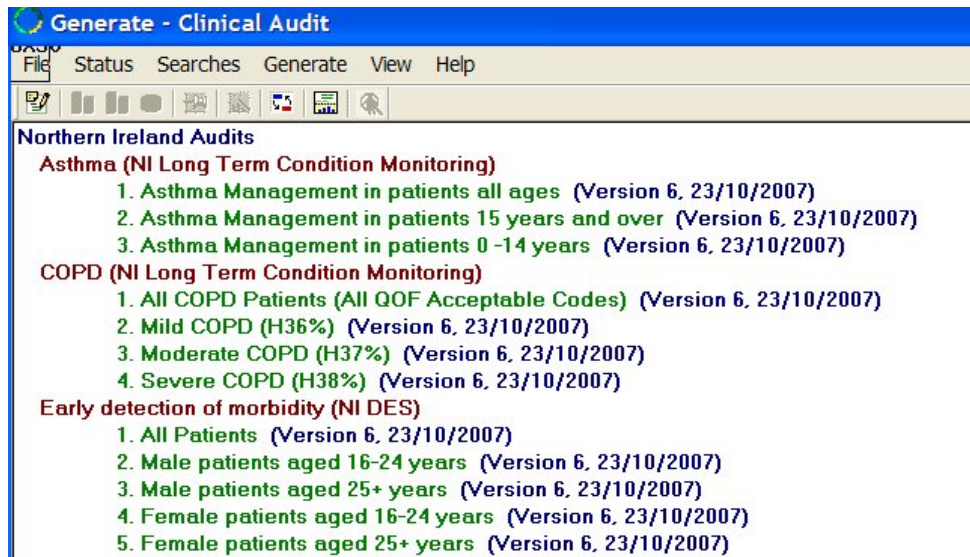 Generate - Clinical Audit
File Status Searches Generate View Help
Northern Ireland Audits
Asthma (NI Long Term Condition Monitoring)
1. Asthma Management in patients all ages (Version 6, 23/10/2007)
2. Asthma Management in patients 15 years and over (Version 6, 23/10/2007)
3. Asthma Management in patients 0 -14 years (Version 6, 23/10/2007)
COPD (NI Long Term Condition Monitoring)
1. All COPD Patients (All QOF Acceptable Codes) (Version 6, 23/10/2007)
2. Mild COPD (H36%) (Version 6, 23/10/2007)
3. Moderate COPD (H37%) (Version 6, 23/10/2007)
4. Severe COPD (H38%) (Version 6, 23/10/2007)
Early detection of morbidity (NI DES)
1. All Patients (Version 6, 23/10/2007)
2. Male patients aged 16-24 years (Version 6, 23/10/2007)
3. Male patients aged 25+ years (Version 6, 23/10/2007)
4. Female patients aged 16-24 years (Version 6, 23/10/2007)
5. Female patients aged 25+ years (Version 6, 23/10/2007)